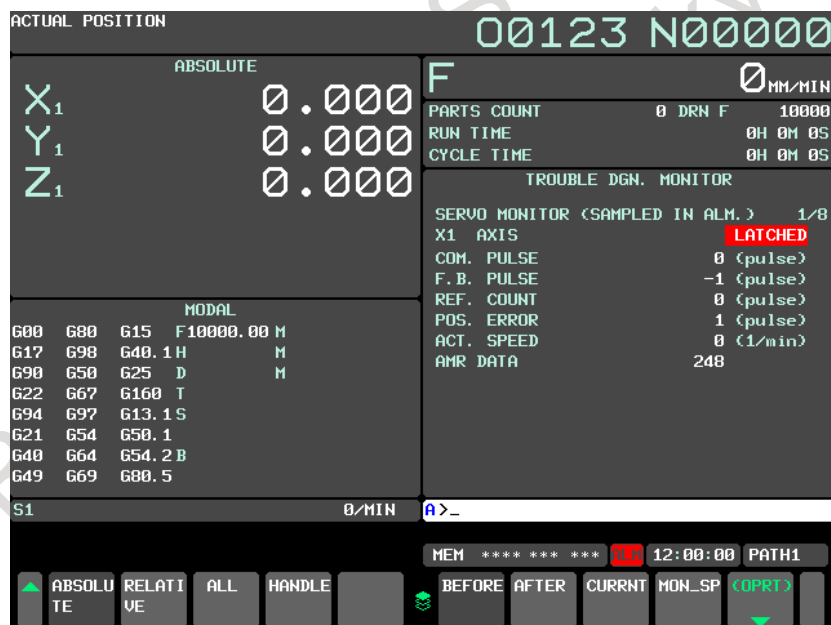 ACTUAL POSITION
O0123 N00000
ABSOLUTE
X1 0.000
Y1 0.000
Z1 0.000
F 0 MM/MIN
PARTS COUNT 0 DRN F 10000
RUN TIME 0H 0M 0S
CYCLE TIME 0H 0M 0S
TROUBLE DGN. MONITOR
SERVO MONITOR (SAMPLED IN ALM.) 1/8
X1 AXIS LATCHED
COM. PULSE 0 (pulse)
F.B. PULSE -1 (pulse)
REF. COUNT 0 (pulse)
POS. ERROR 1 (pulse)
ACT. SPEED 0 (1/min)
AMR DATA 248
MODAL
G00 G80 G15 F10000.00 M
G17 G98 G40.1 H M
G90 G50 G25 D M
G22 G67 G160 T
G94 G97 G13.1 S
G21 G54 G50.1
G40 G64 G54.2 B
G49 G69 G80.5
S1 0/MIN
A>_
MEM **** *** *** ALM 12:00:00 PATH1
ABSOLUTE RELATIVE ALL HANDLE
BEFORE AFTER CURRNT MON_SP (OPRT)